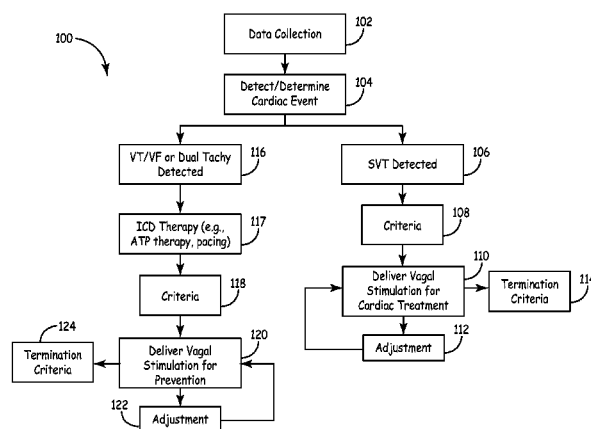 100
Data Collection
102
Detect/Determine
Cardiac Event
104
VT/VF or Dual Tachy
Detected
116
SVT Detected
106
ICD Therapy (e.g.,
ATP therapy, pacing)
117
Criteria
108
Criteria
118
Deliver Vagal
Stimulation for
Cardiac Treatment
110
Termination
Criteria
114
Adjustment
112
124
Termination
Criteria
Deliver Vagal
Stimulation for
Prevention
120
122
Adjustment